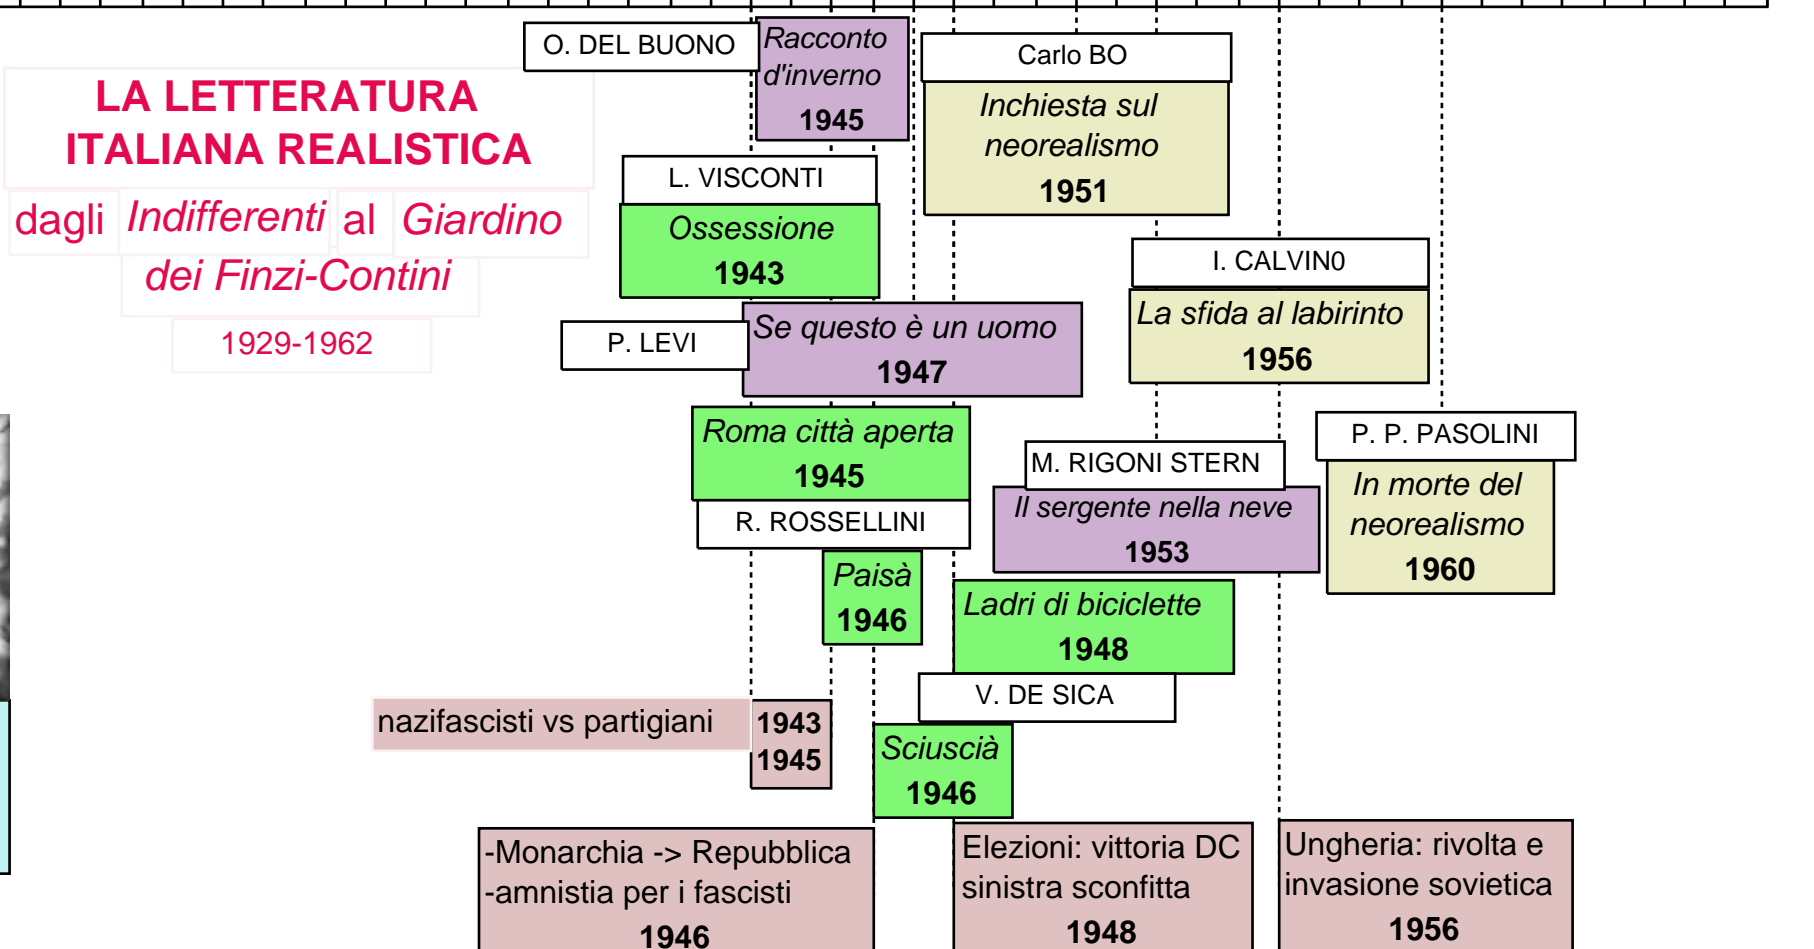 O. DEL BUONO
Racconto
d'inverno
1945
Carlo BO
Inchiesta sul
neorealismo
1951
LA LETTERATURA
ITALIANA REALISTICA
dagli Indifferenti al Giardino
dei Finzi-Contini
1929-1962
L. VISCONTI
Ossessione
1943
I. CALVIN0
La sfida al labirinto
1956
P. LEVI
Se questo è un uomo
1947
Roma città aperta
1945
R. ROSSELLINI
Paisà
1946
M. RIGONI STERN
Il sergente nella neve
1953
P. P. PASOLINI
In morte del
neorealismo
1960
Ladri di biciclette
1948
V. DE SICA
Sciuscià
1946
nazifascisti vs partigiani
1943
1945
-Monarchia -> Repubblica
-amnistia per i fascisti
1946
Elezioni: vittoria DC
sinistra sconfitta
1948
Ungheria: rivolta e
invasione sovietica
1956